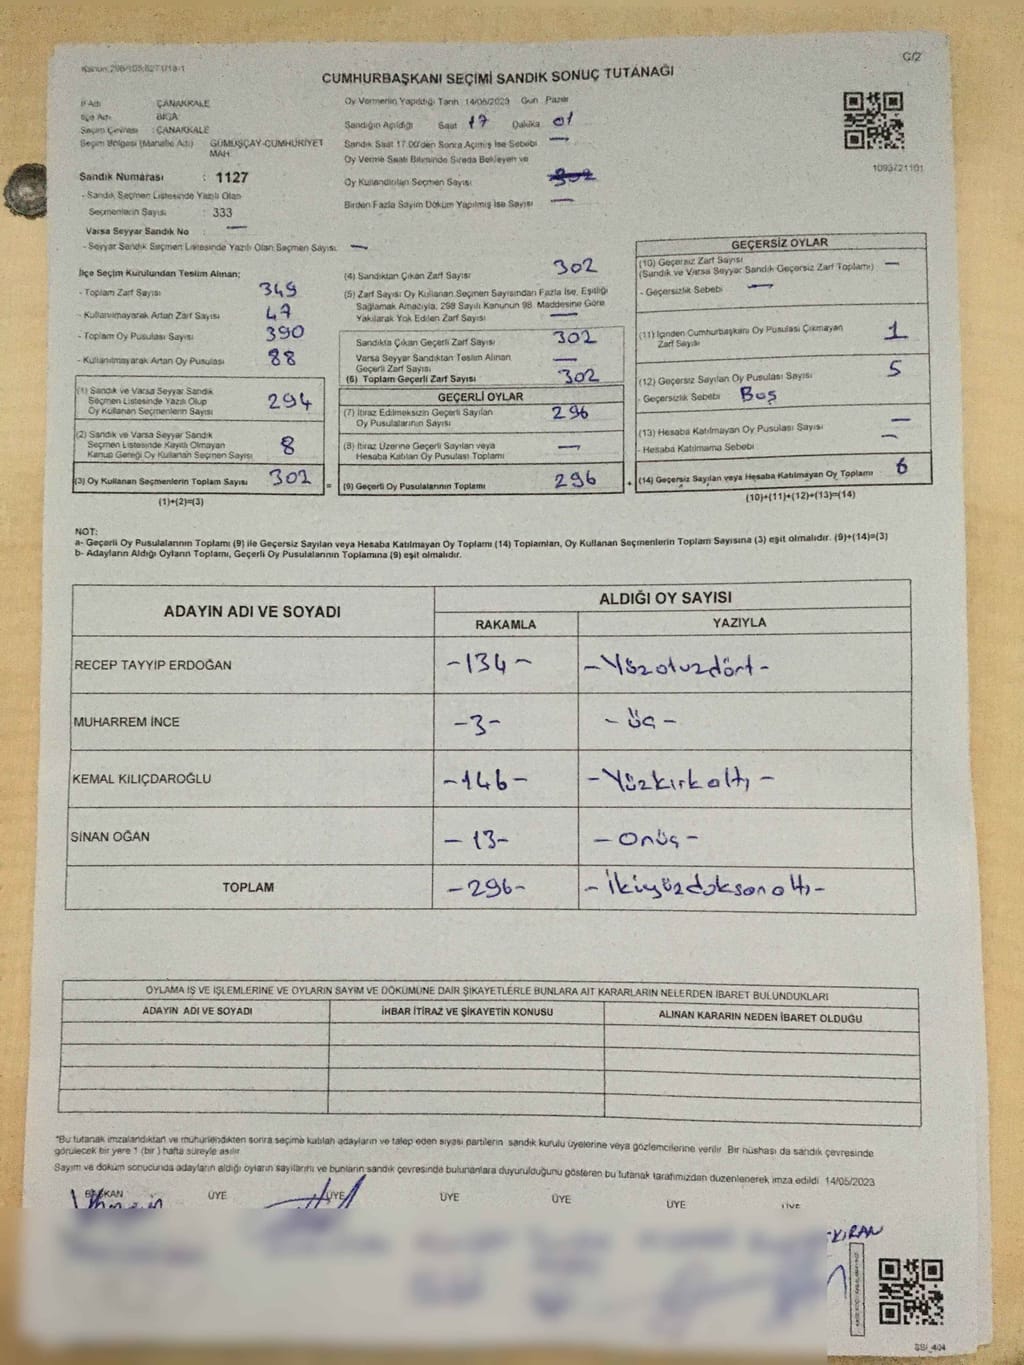 C/2
CUMHURBAŞKANI SEÇİMİ SANDIK SONUÇ TUTANAĞI
İl Adı : ÇANAKKALE
İlçe Adı : BİGA
Seçim Çevresi : ÇANAKKALE
Seçim Bölgesi (Mahalle Adı) : GÜMÜŞÇAY-CUMHURİYET MAH.
Sandık Numarası : 1127
- Sandık Seçmen Listesinde Yazılı Olan
Seçmenlerin Sayısı : 333
Varsa Seyyar Sandık No : —
- Seyyar Sandık Seçmen Listesinde Yazılı Olan Seçmen Sayısı: —
Oy Vermenin Yapıldığı Tarih 14/05/2023 Gün Pazar
Sandığın Açıldığı Saat 17 Dakika 01
Sandık Saat 17.00'den Sonra Açılmış İse Sebebi —
Oy Verme Saati Bitiminde Sırada Bekleyen ve
Oy Kullandırılan Seçmen Sayısı 302
Birden Fazla Sayım Döküm Yapılmış İse Sayısı —
1093721101
İlçe Seçim Kurulundan Teslim Alınan;
- Toplam Zarf Sayısı 349
- Kullanılmayarak Artan Zarf Sayısı 47
- Toplam Oy Pusulası Sayısı 390
- Kullanılmayarak Artan Oy Pusulası 88
(1) Sandık ve Varsa Seyyar Sandık
Seçmen Listesinde Yazılı Olup
Oy Kullanan Seçmenlerin Sayısı 294
(2) Sandık ve Varsa Seyyar Sandık
Seçmen Listesinde Kayıtlı Olmayan
Kanun Gereği Oy Kullanan Seçmen Sayısı 8
(3) Oy Kullanan Seçmenlerin Toplam Sayısı 302
(1)+(2)=(3)
(4) Sandıktan Çıkan Zarf Sayısı 302
(5) Zarf Sayısı Oy Kullanan Seçmen Sayısından Fazla İse, Eşitliği
Sağlamak Amacıyla, 298 Sayılı Kanunun 98. Maddesine Göre
Yakılarak Yok Edilen Zarf Sayısı —
Sandıkta Çıkan Geçerli Zarf Sayısı 302
Varsa Seyyar Sandıktan Teslim Alınan
Geçerli Zarf Sayısı —
(6) Toplam Geçerli Zarf Sayısı 302
GEÇERLİ OYLAR
(7) İtiraz Edilmeksizin Geçerli Sayılan
Oy Pusulalarının Sayısı 296
(8) İtiraz Üzerine Geçerli Sayılan veya
Hesaba Katılan Oy Pusulası Toplamı —
= (9) Geçerli Oy Pusulalarının Toplamı 296 +
GEÇERSİZ OYLAR
(10) Geçersiz Zarf Sayısı —
(Sandık ve Varsa Seyyar Sandık Geçersiz Zarf Toplamı)
- Geçersizlik Sebebi —
(11) İçinden Cumhurbaşkanı Oy Pusulası Çıkmayan
Zarf Sayısı 1
(12) Geçersiz Sayılan Oy Pusulası Sayısı 5
- Geçersizlik Sebebi Boş
(13) Hesaba Katılmayan Oy Pusulası Sayısı —
- Hesaba Katılmama Sebebi —
(14) Geçersiz Sayılan veya Hesaba Katılmayan Oy Toplamı 6
(10)+(11)+(12)+(13)=(14)
NOT:
a- Geçerli Oy Pusulalarının Toplamı (9) ile Geçersiz Sayılan veya Hesaba Katılmayan Oy Toplamı (14) Toplamları, Oy Kullanan Seçmenlerin Toplam Sayısına (3) eşit olmalıdır. (9)+(14)=(3)
b- Adayların Aldığı Oyların Toplamı, Geçerli Oy Pusulalarının Toplamına (9) eşit olmalıdır.
ADAYIN ADI VE SOYADI ALDIĞI OY SAYISI
RAKAMLA YAZIYLA
RECEP TAYYİP ERDOĞAN -134- -Yüzotuzdört-
MUHARREM İNCE -3- -üç-
KEMAL KILIÇDAROĞLU -146- -Yüzkırkaltı-
SİNAN OĞAN -13- -onüç-
TOPLAM -296- -İkiyüzdoksanaltı-
OYLAMA İŞ VE İŞLEMLERİNE VE OYLARIN SAYIM VE DÖKÜMÜNE DAİR ŞİKAYETLERLE BUNLARA AİT KARARLARIN NELERDEN İBARET BULUNDUKLARI
ADAYIN ADI VE SOYADI İHBAR İTİRAZ VE ŞİKAYETİN KONUSU ALINAN KARARIN NEDEN İBARET OLDUĞU
"Bu tutanak imzalandıktan ve mühürlendikten sonra seçime katılan adayların ve talep eden siyasi partilerin sandık kurulu üyelerine veya gözlemcilerine verilir. Bir nüshası da sandık çevresinde
görülecek bir yere 1 (bir ) hafta süreyle asılır.
Sayım ve döküm sonucunda adayların aldığı oyların sayılarını ve bunların sandık çevresinde bulunanlara duyurulduğunu gösteren bu tutanak tarafımızdan düzenlenerek imza edildi. 14/05/2023
BAŞKAN ÜYE ÜYE ÜYE ÜYE ÜYE ÜYE
KIRAN